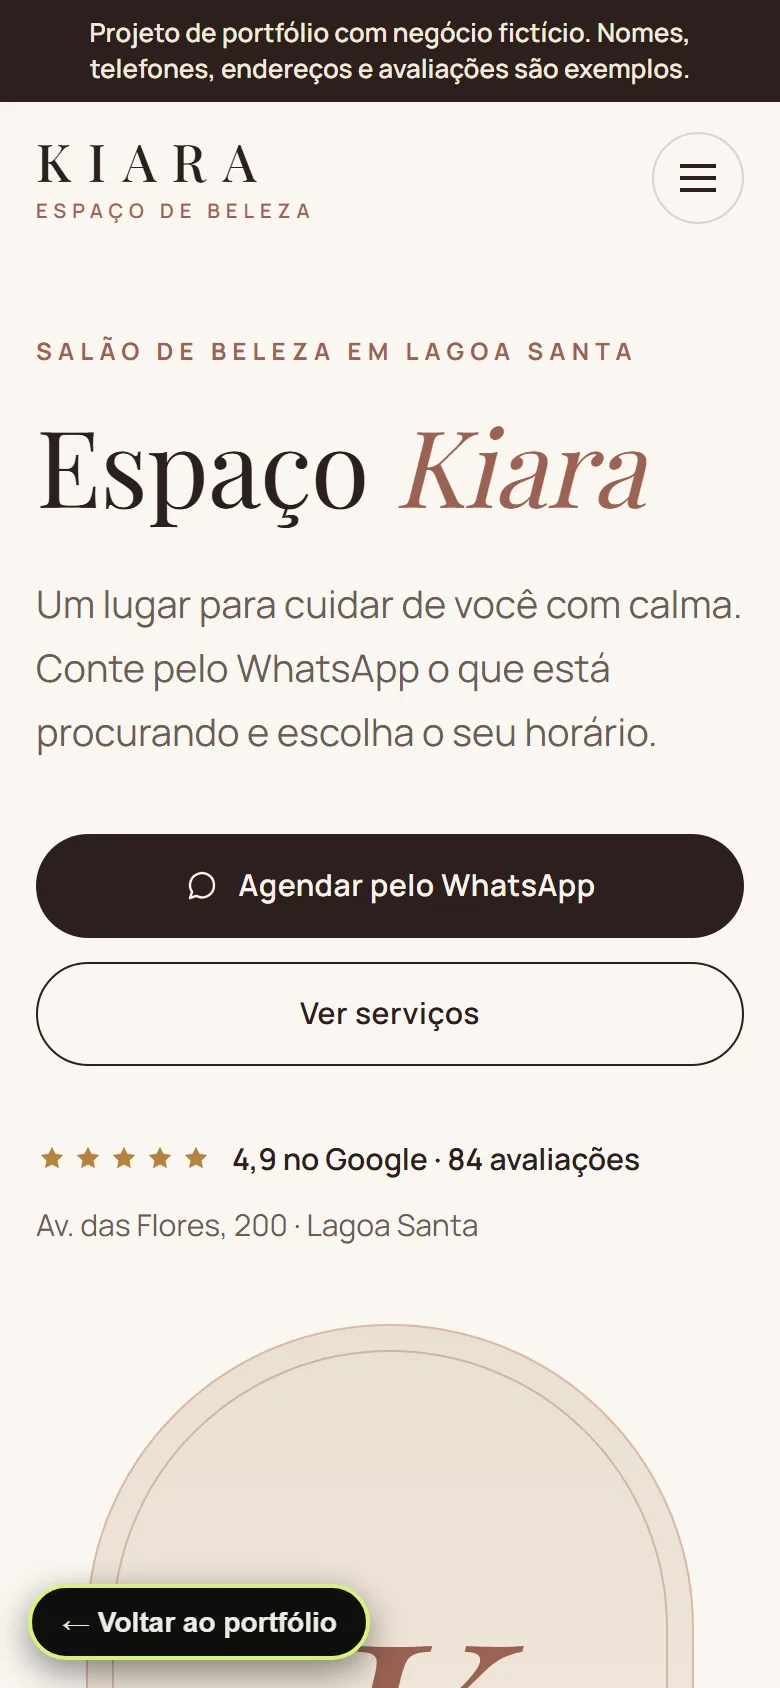 Projeto de portfólio com negócio fictício. Nomes,
telefones, endereços e avaliações são exemplos.
KIARA
ESPAÇO DE BELEZA
SALÃO DE BELEZA EM LAGOA SANTA
Espaço Kiara
Um lugar para cuidar de você com calma.
Conte pelo WhatsApp o que está
procurando e escolha o seu horário.
Agendar pelo WhatsApp
Ver serviços
4,9 no Google · 84 avaliações
Av. das Flores, 200 · Lagoa Santa
← Voltar ao portfólio
K